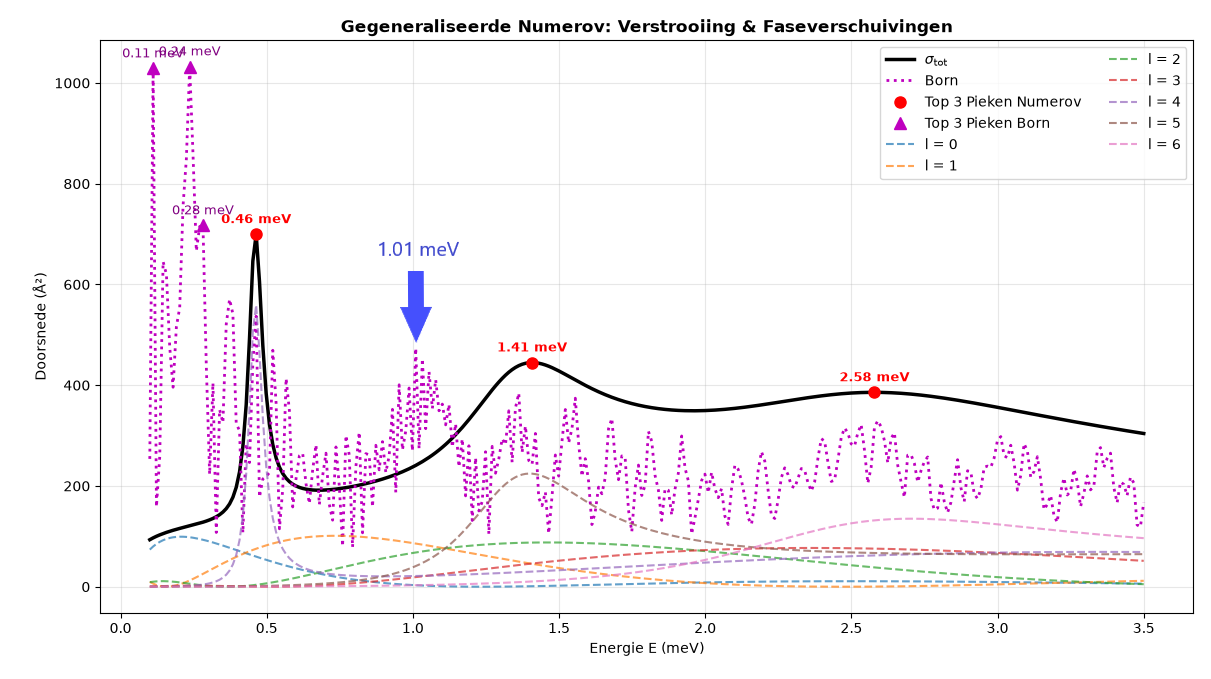 Gegeneraliseerde Numerov: Verstrooiing & Faseverschuivingen
0.11 meV
0.24 meV
0.28 meV
0.46 meV
1.01 meV
1.41 meV
2.58 meV
σtot
Born
Top 3 Pieken Numerov
Top 3 Pieken Born
l = 0
l = 1
l = 2
l = 3
l = 4
l = 5
l = 6
Doorsnede (Å²)
1000
800
600
400
200
0
0.0 0.5 1.0 1.5 2.0 2.5 3.0 3.5
Energie E (meV)